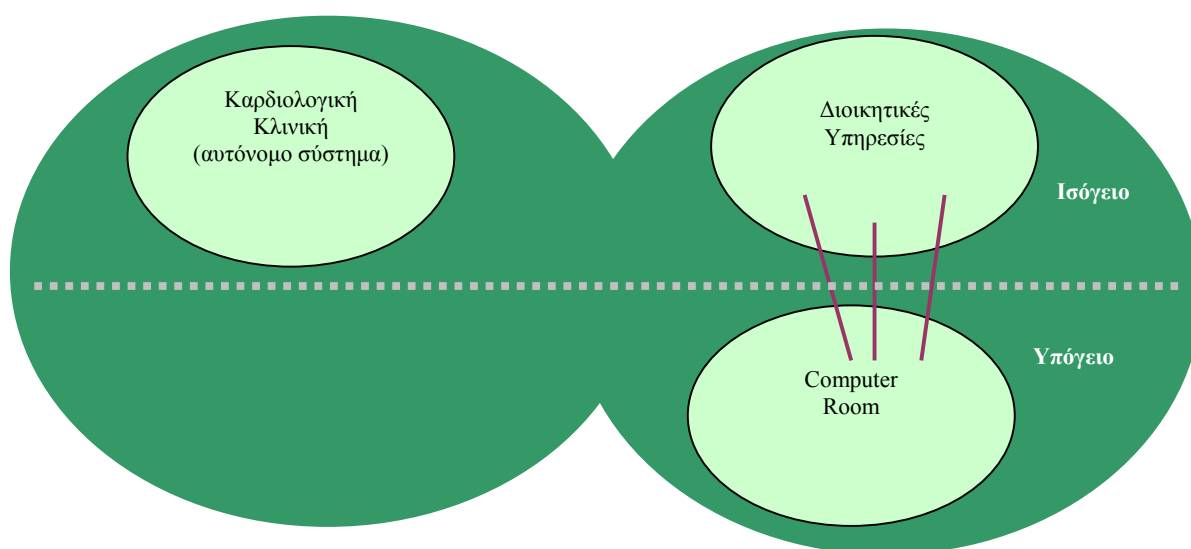 Καρδιολογική
Κλινική
(αυτόνομο σύστημα)
Διοικητικές
Υπηρεσίες
Ισόγειο
Υπόγειο
Computer
Room